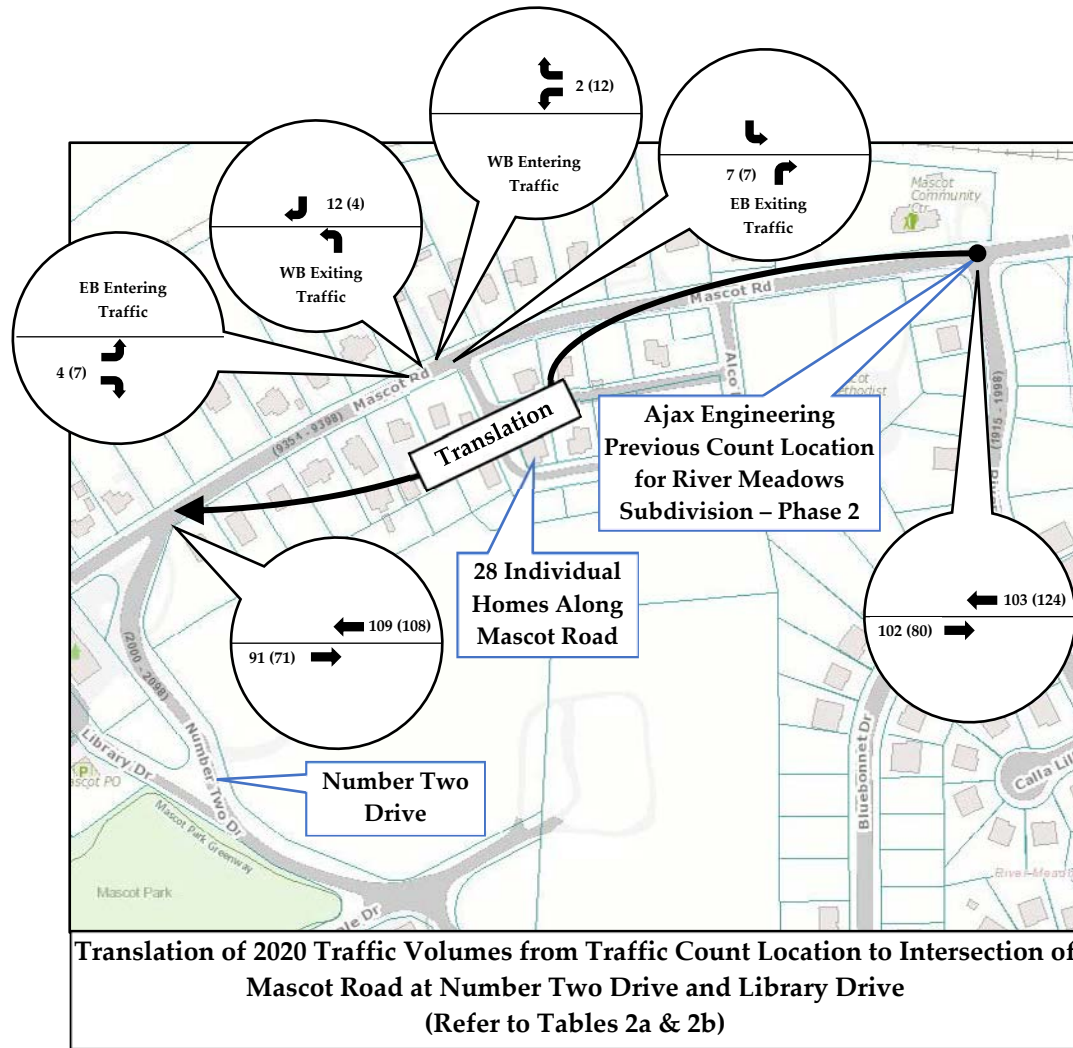 2 (12)
WB Entering
Traffic
7 (7)
EB Exiting
Traffic
12 (4)
WB Exiting
Traffic
EB Entering
Traffic
4 (7)
Mascot
Community
Ctr
Mascot Rd
Mascot Rd
(9354 - 9398)
Translation
Alco
Ajax Engineering
Previous Count Location
for River Meadows
Subdivision – Phase 2
(1915 - 1998)
28 Individual
Homes Along
Mascot Road
103 (124)
102 (80)
109 (108)
91 (71)
(2000 - 2098)
Number Two Dr
Library Dr
Number Two
Drive
P
Mascot Park Greenway
Mascot Park
Bluebonnet Dr
Translation of 2020 Traffic Volumes from Traffic Count Location to Intersection of
Mascot Road at Number Two Drive and Library Drive
(Refer to Tables 2a & 2b)